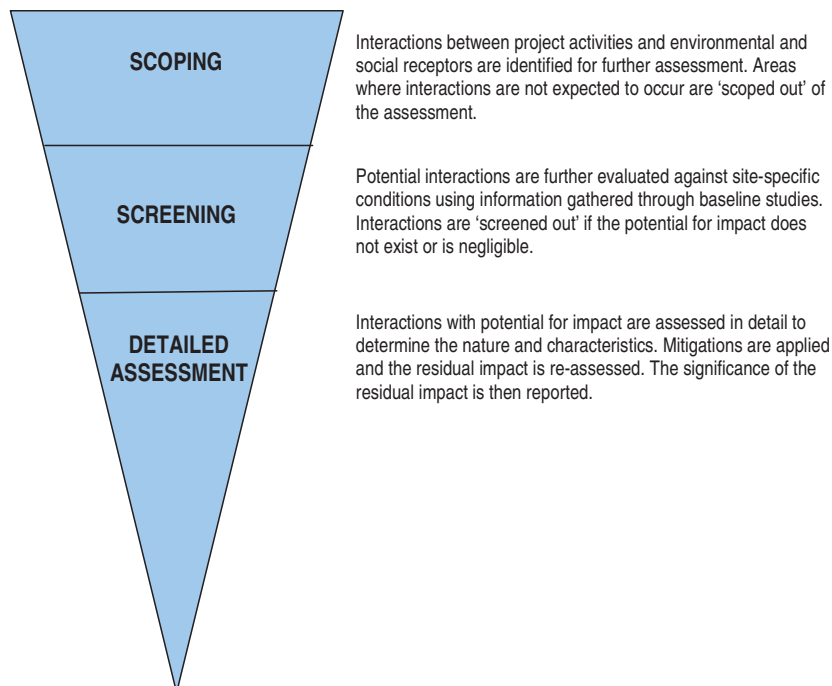 SCOPING
Interactions between project activities and environmental and
social receptors are identified for further assessment. Areas
where interactions are not expected to occur are ‘scoped out’ of
the assessment.
SCREENING
Potential interactions are further evaluated against site-specific
conditions using information gathered through baseline studies.
Interactions are ‘screened out’ if the potential for impact does
not exist or is negligible.
DETAILED
ASSESSMENT
Interactions with potential for impact are assessed in detail to
determine the nature and characteristics. Mitigations are applied
and the residual impact is re-assessed. The significance of the
residual impact is then reported.